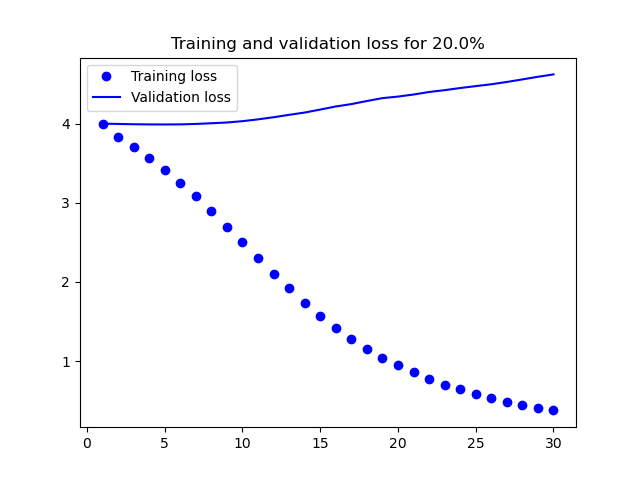 Training and validation loss for 20.0%
Training loss
Validation loss
4
3
2
1
0 5 10 15 20 25 30